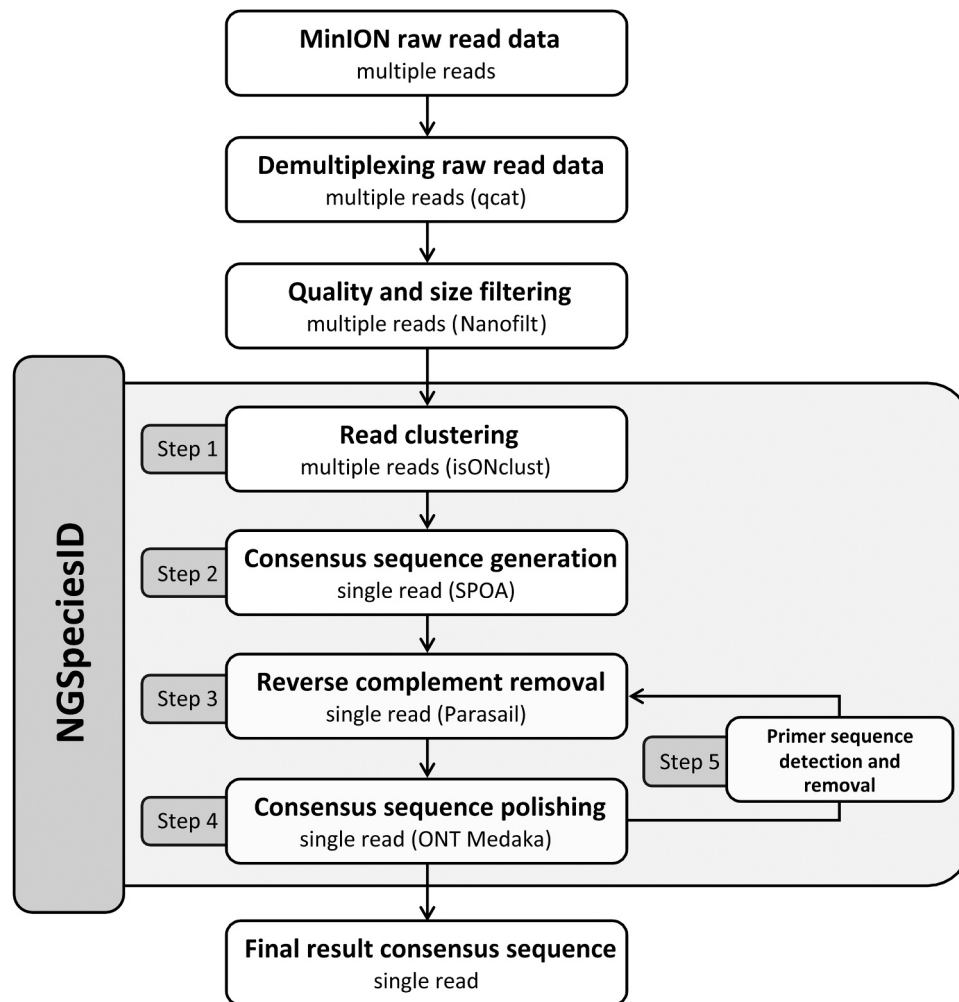 MinION raw read data
multiple reads
Demultiplexing raw read data
multiple reads (qcat)
Quality and size filtering
multiple reads (Nanofilt)
NGSpeciesID
Step 1
Read clustering
multiple reads (isONclust)
Step 2
Consensus sequence generation
single read (SPOA)
Step 3
Reverse complement removal
single read (Parasail)
Step 5
Primer sequence
detection and
removal
Step 4
Consensus sequence polishing
single read (ONT Medaka)
Final result consensus sequence
single read